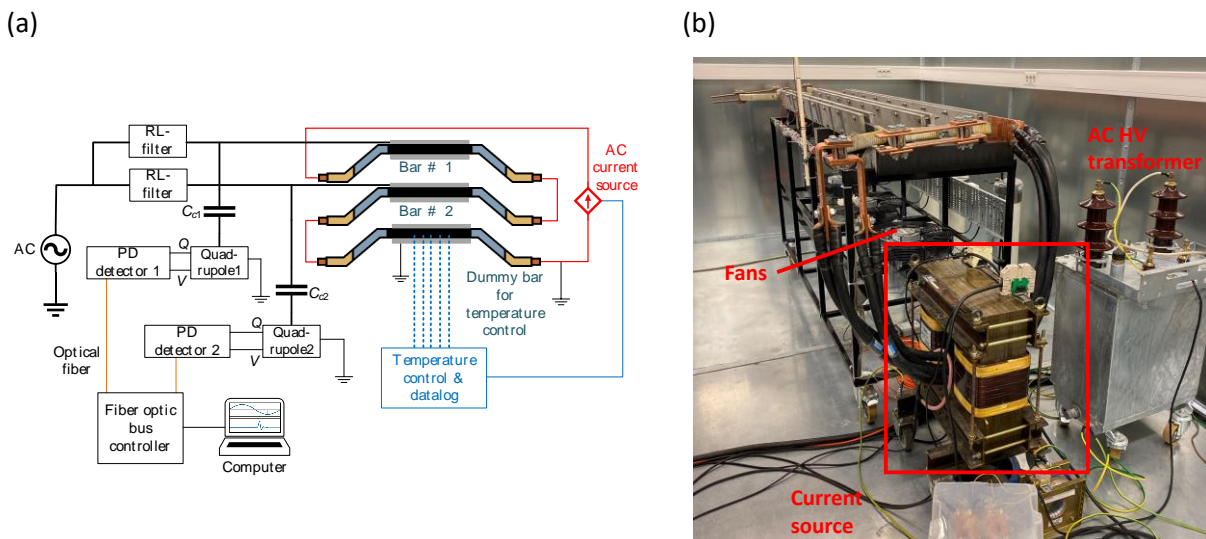 (a)
(b)
RL-
filter
RL-
filter
AC
C_c1
Q
V
PD
detector 1
Quad-
rupole1
C_c2
Q
V
PD
detector 2
Quad-
rupole2
Optical
fiber
Fiber optic
bus
controller
Computer
Bar # 1
Bar # 2
AC
current
source
Dummy bar
for
temperature
control
Temperature
control &
datalog
AC HV
transformer
Fans
Current
source